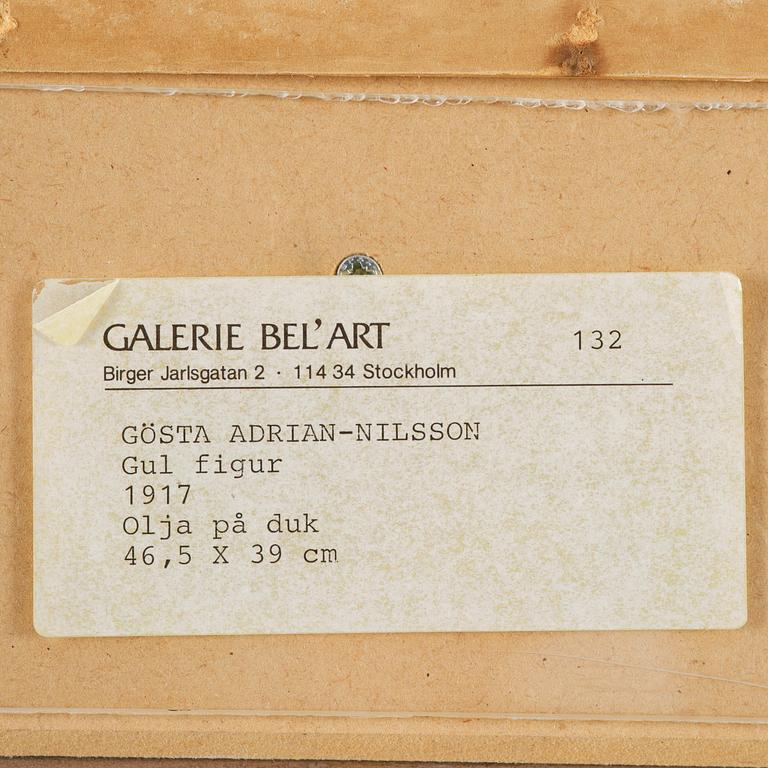 GALERIE BEL'ART 132
Birger Jarlsgatan 2 · 114 34 Stockholm
GÖSTA ADRIAN-NILSSON
Gul figur
1917
Olja på duk
46,5 X 39 cm